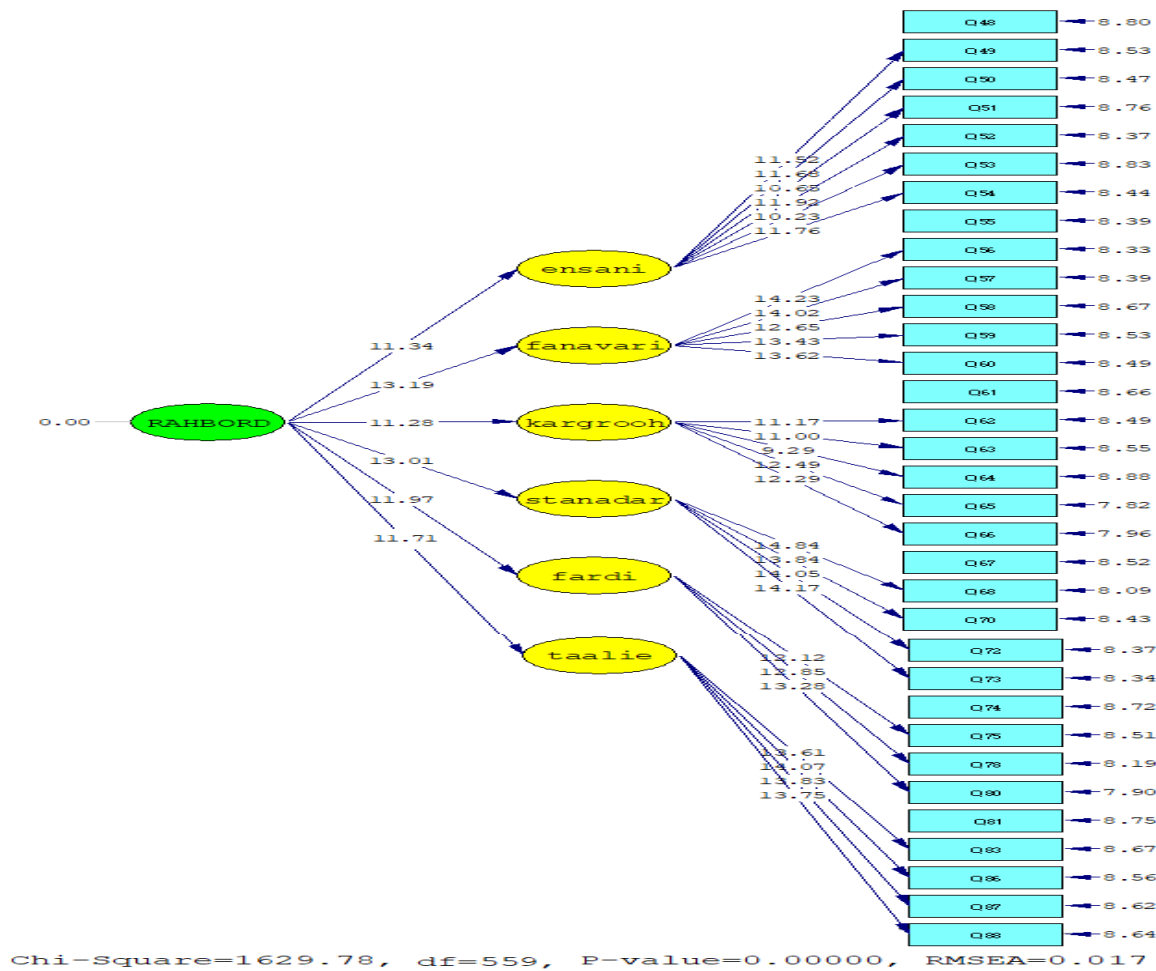 Q48 8.80
Q49 8.53
Q50 8.47
Q51 8.76
Q52 8.37
Q53 8.83
Q54 8.44
Q55 8.39
Q56 8.33
Q57 8.39
Q58 8.67
Q59 8.53
Q60 8.49
Q61 8.66
Q62 8.49
Q63 8.55
Q64 8.88
Q65 7.82
Q66 7.96
Q67 8.52
Q68 8.09
Q70 8.43
Q72 8.37
Q73 8.34
Q74 8.72
Q75 8.51
Q78 8.19
Q80 7.90
Q81 8.75
Q83 8.67
Q86 8.56
Q87 8.62
Q88 8.64
11.52
11.68
10.65
11.92
10.23
11.76
14.23
14.02
12.65
13.43
13.62
11.17
11.00
9.29
12.49
12.29
14.84
13.84
14.05
14.17
12.12
12.85
13.28
13.61
14.07
13.83
13.75
ensani
fanavari
kargrooh
stanadar
fardi
taalie
11.34
13.19
11.28
13.01
11.97
11.71
0.00 RAHBORD
Chi-Square=1629.78, df=559, P-value=0.00000, RMSEA=0.017